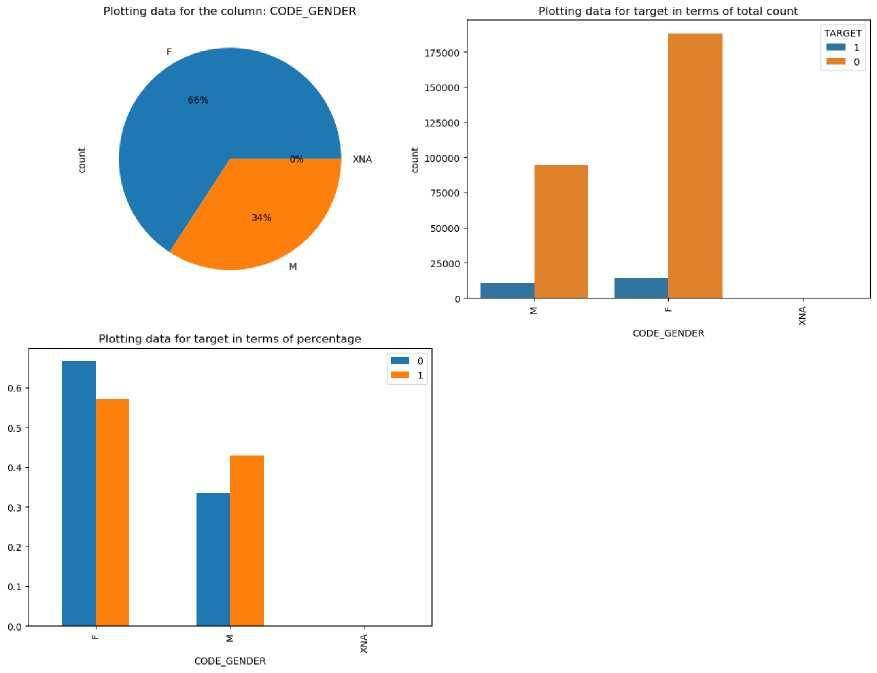 Plotting data for the column: CODE_GENDER
F
66%
count
0%
XNA
34%
M
Plotting data for target in terms of total count
TARGET
1
0
175000
150000
125000
100000
75000
50000
25000
0
count
M
F
XNA
CODE_GENDER
Plotting data for target in terms of percentage
0
1
0.6
0.5
0.4
0.3
0.2
0.1
0.0
F
M
XNA
CODE_GENDER